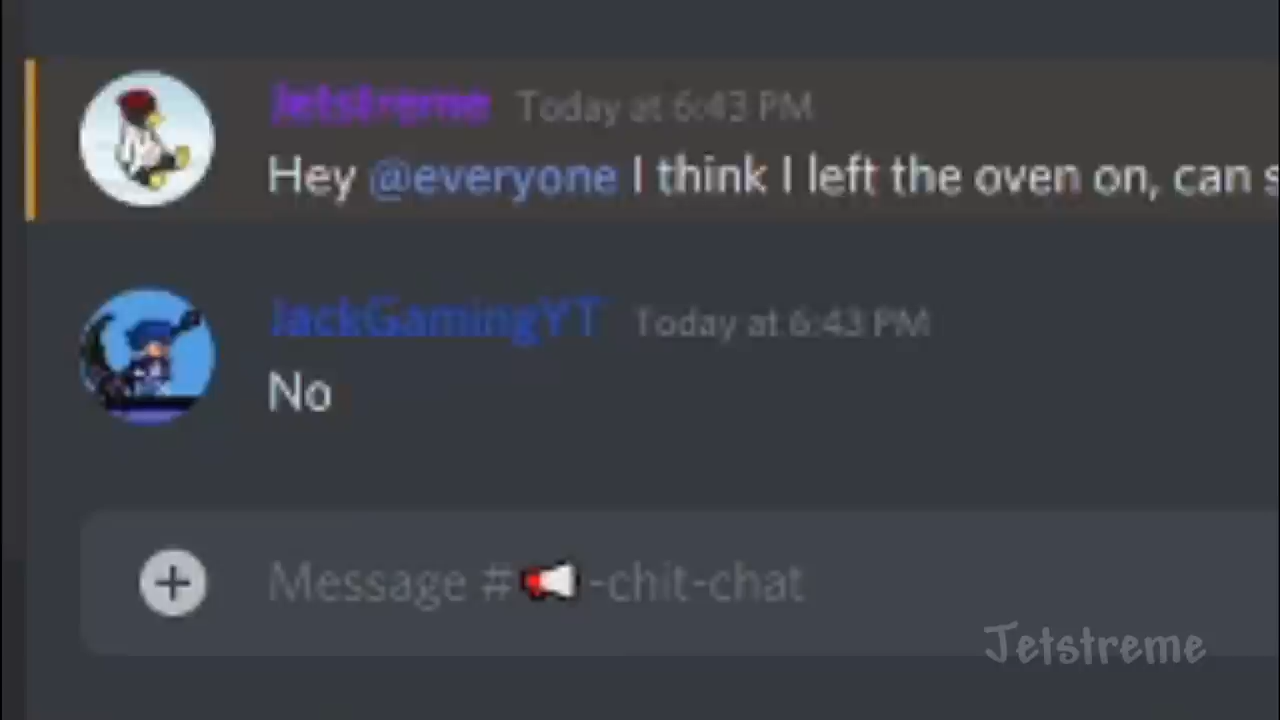 Jetstreme Today at 6:43 PM
Hey @everyone I think I left the oven on, can s
JackGamingYT Today at 6:43 PM
No
Message #📢-chit-chat
Jetstreme